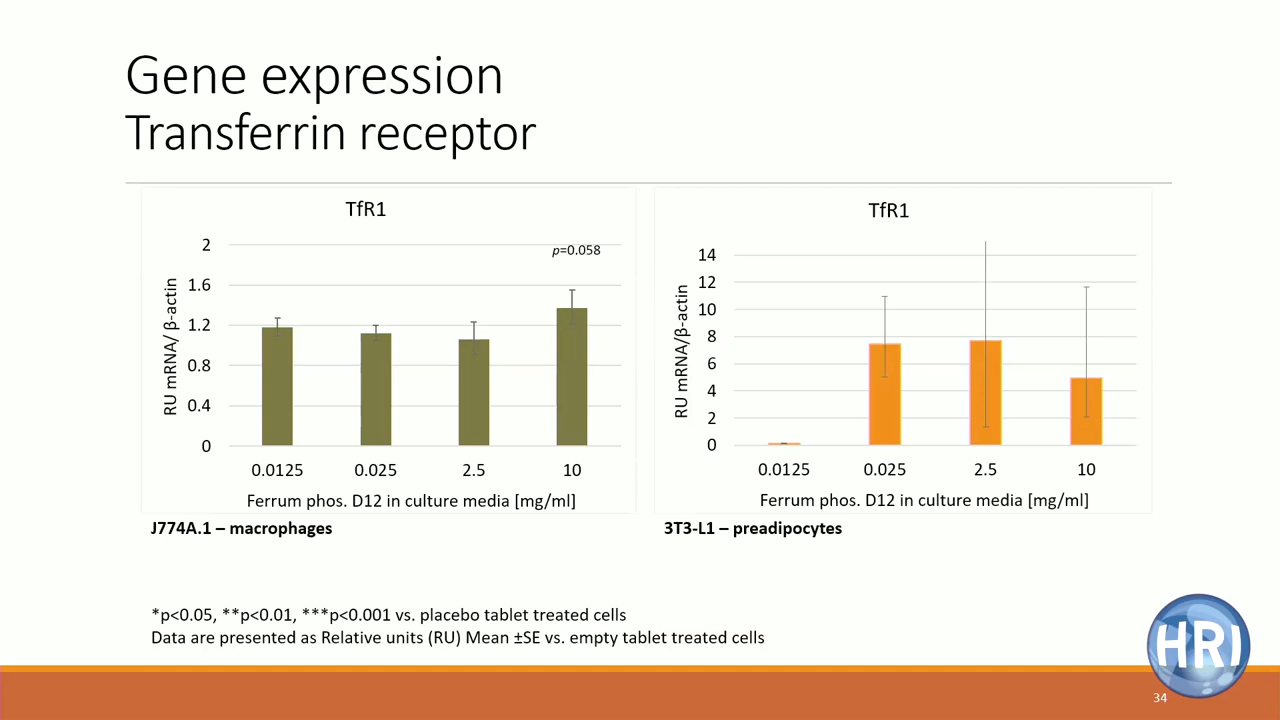 Gene expression
Transferrin receptor
TfR1
p=0.058
RU mRNA/ β-actin
2
1.6
1.2
0.8
0.4
0
0.0125 0.025 2.5 10
Ferrum phos. D12 in culture media [mg/ml]
J774A.1 – macrophages
TfR1
RU mRNA/β-actin
14
12
10
8
6
4
2
0
0.0125 0.025 2.5 10
Ferrum phos. D12 in culture media [mg/ml]
3T3-L1 – preadipocytes
*p<0.05, **p<0.01, ***p<0.001 vs. placebo tablet treated cells
Data are presented as Relative units (RU) Mean ±SE vs. empty tablet treated cells
HRI
34